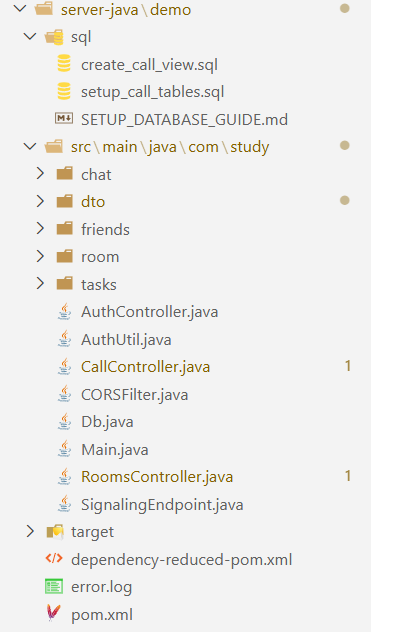 server-java\demo
sql
create_call_view.sql
setup_call_tables.sql
SETUP_DATABASE_GUIDE.md
src\main\java\com\study
chat
dto
friends
room
tasks
AuthController.java
AuthUtil.java
CallController.java 1
CORSFilter.java
Db.java
Main.java
RoomsController.java 1
SignalingEndpoint.java
target
dependency-reduced-pom.xml
error.log
pom.xml